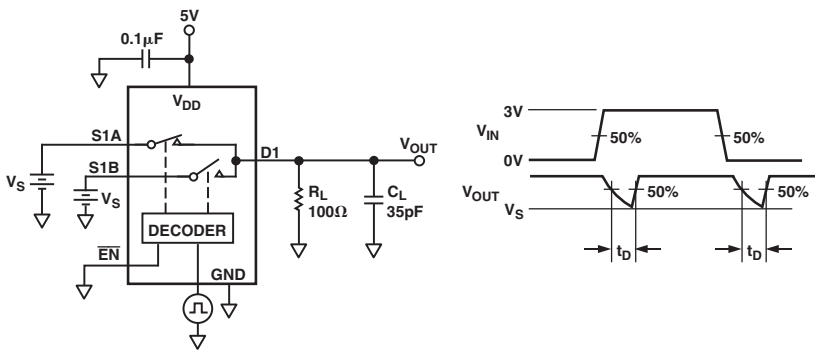 5V
0.1μF
V_DD
S1A
D1
V_OUT
S1B
V_S
V_S
R_L
100Ω
C_L
35pF
DECODER
E̅N̅
GND
3V
V_IN
50%
50%
0V
V_OUT
50%
50%
V_S
t_D
t_D